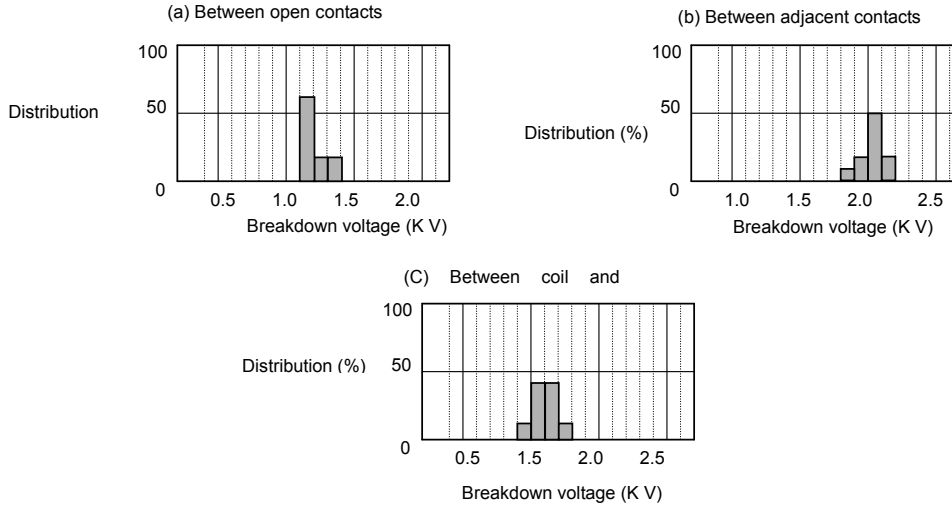 (a) Between open contacts
100
Distribution
50
0
0.5 1.0 1.5 2.0
Breakdown voltage (K V)
(b) Between adjacent contacts
100
50
Distribution (%)
0
1.0 1.5 2.0 2.5
Breakdown voltage (K V)
(C) Between coil and
100
Distribution (%)
50
0
0.5 1.5 2.0 2.5
Breakdown voltage (K V)